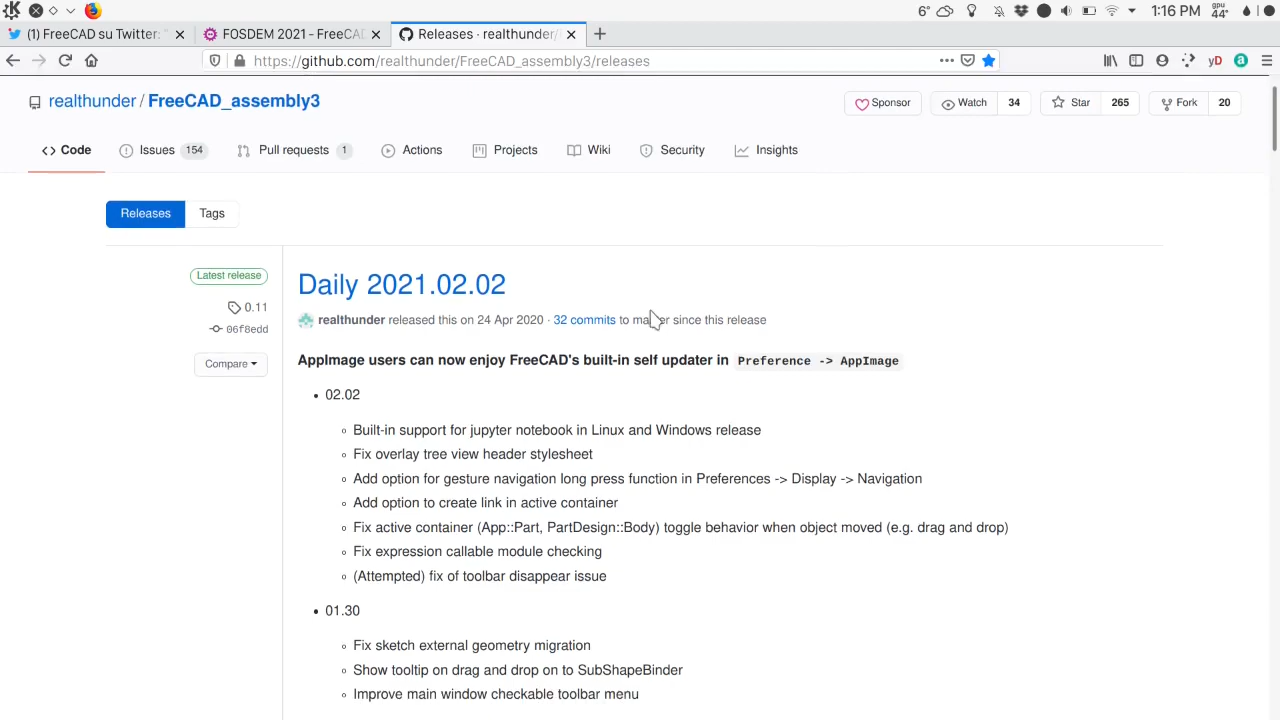 6° 1:16 PM gpu 44°
(1) FreeCAD su Twitter: " FOSDEM 2021 - FreeCAD Releases · realthunder/
https://github.com/realthunder/FreeCAD_assembly3/releases yD a
realthunder / FreeCAD_assembly3
Sponsor Watch 34 Star 265 Fork 20
Code Issues 154 Pull requests 1 Actions Projects Wiki Security Insights
Releases Tags
Latest release
0.11
06f8edd
Compare
Daily 2021.02.02
realthunder released this on 24 Apr 2020 · 32 commits to master since this release
AppImage users can now enjoy FreeCAD's built-in self updater in Preference -> AppImage
02.02
Built-in support for jupyter notebook in Linux and Windows release
Fix overlay tree view header stylesheet
Add option for gesture navigation long press function in Preferences -> Display -> Navigation
Add option to create link in active container
Fix active container (App::Part, PartDesign::Body) toggle behavior when object moved (e.g. drag and drop)
Fix expression callable module checking
(Attempted) fix of toolbar disappear issue
01.30
Fix sketch external geometry migration
Show tooltip on drag and drop on to SubShapeBinder
Improve main window checkable toolbar menu